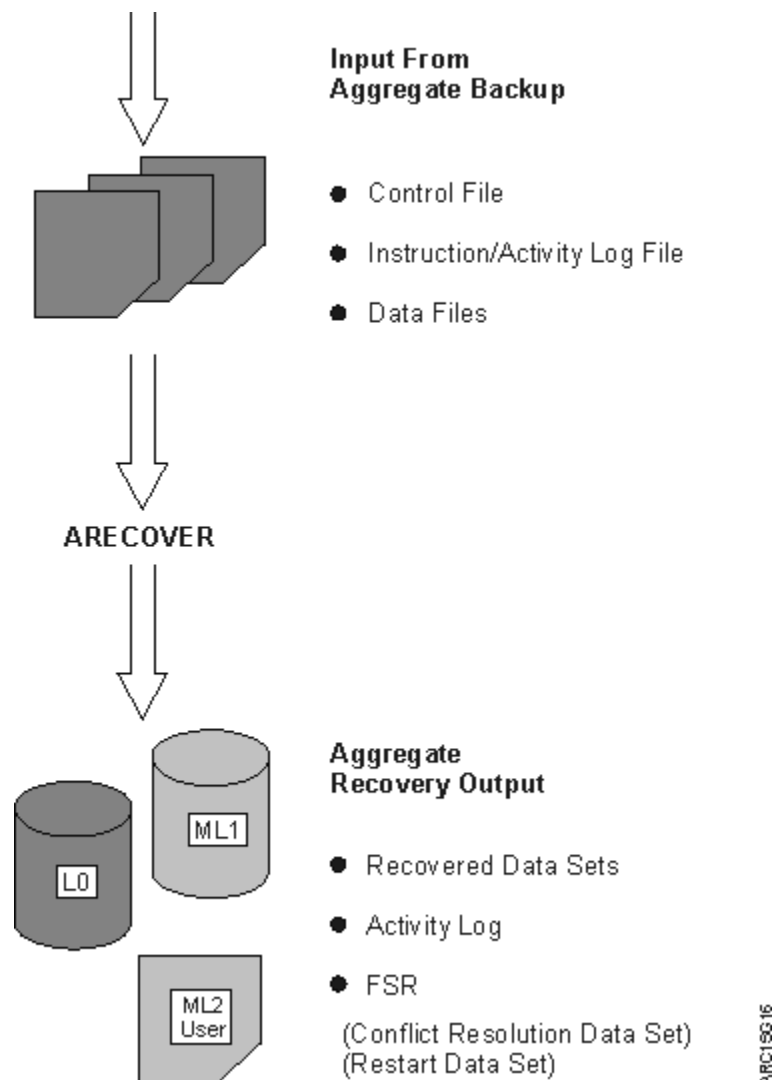 Input From
Aggregate Backup
Control File
Instruction/Activity Log File
Data Files
ARECOVER
Aggregate
Recovery Output
ML1
L0
Recovered Data Sets
Activity Log
FSR
ML2
User
(Conflict Resolution Data Set)
(Restart Data Set)
ARC1SG16